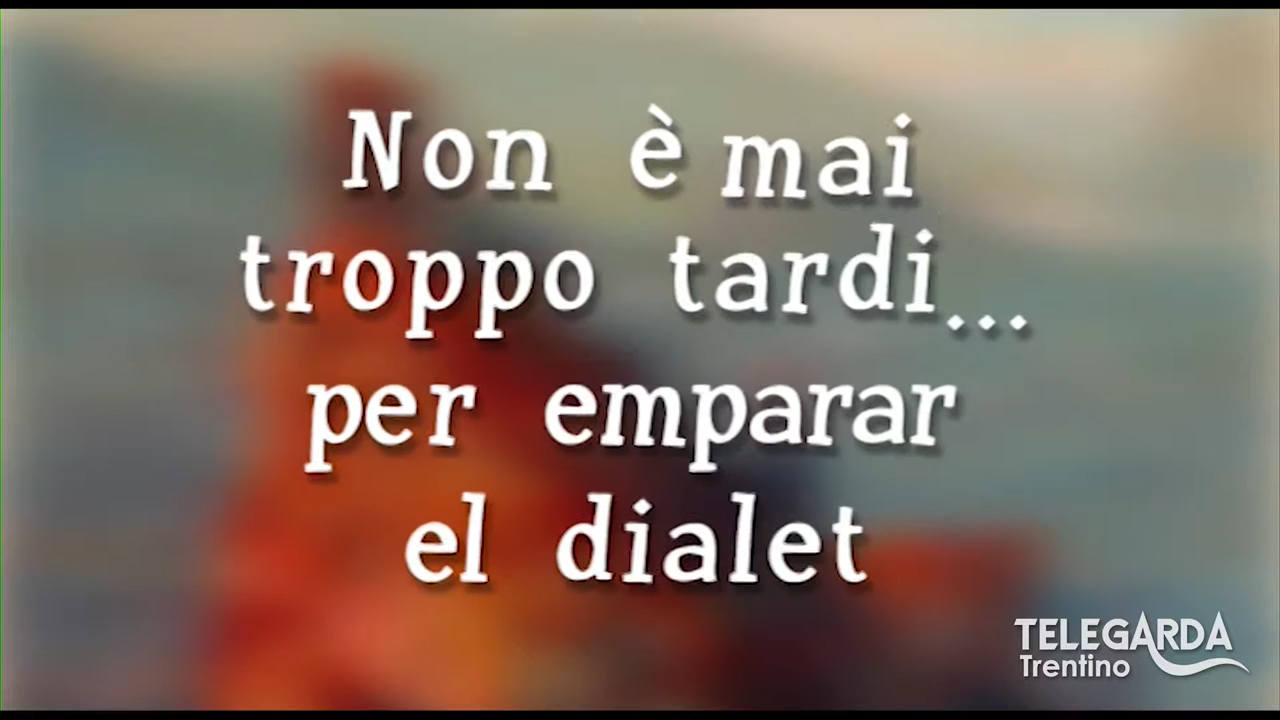 Non è mai
troppo tardi...
per emparar
el dialet
TELEGARDA
Trentino